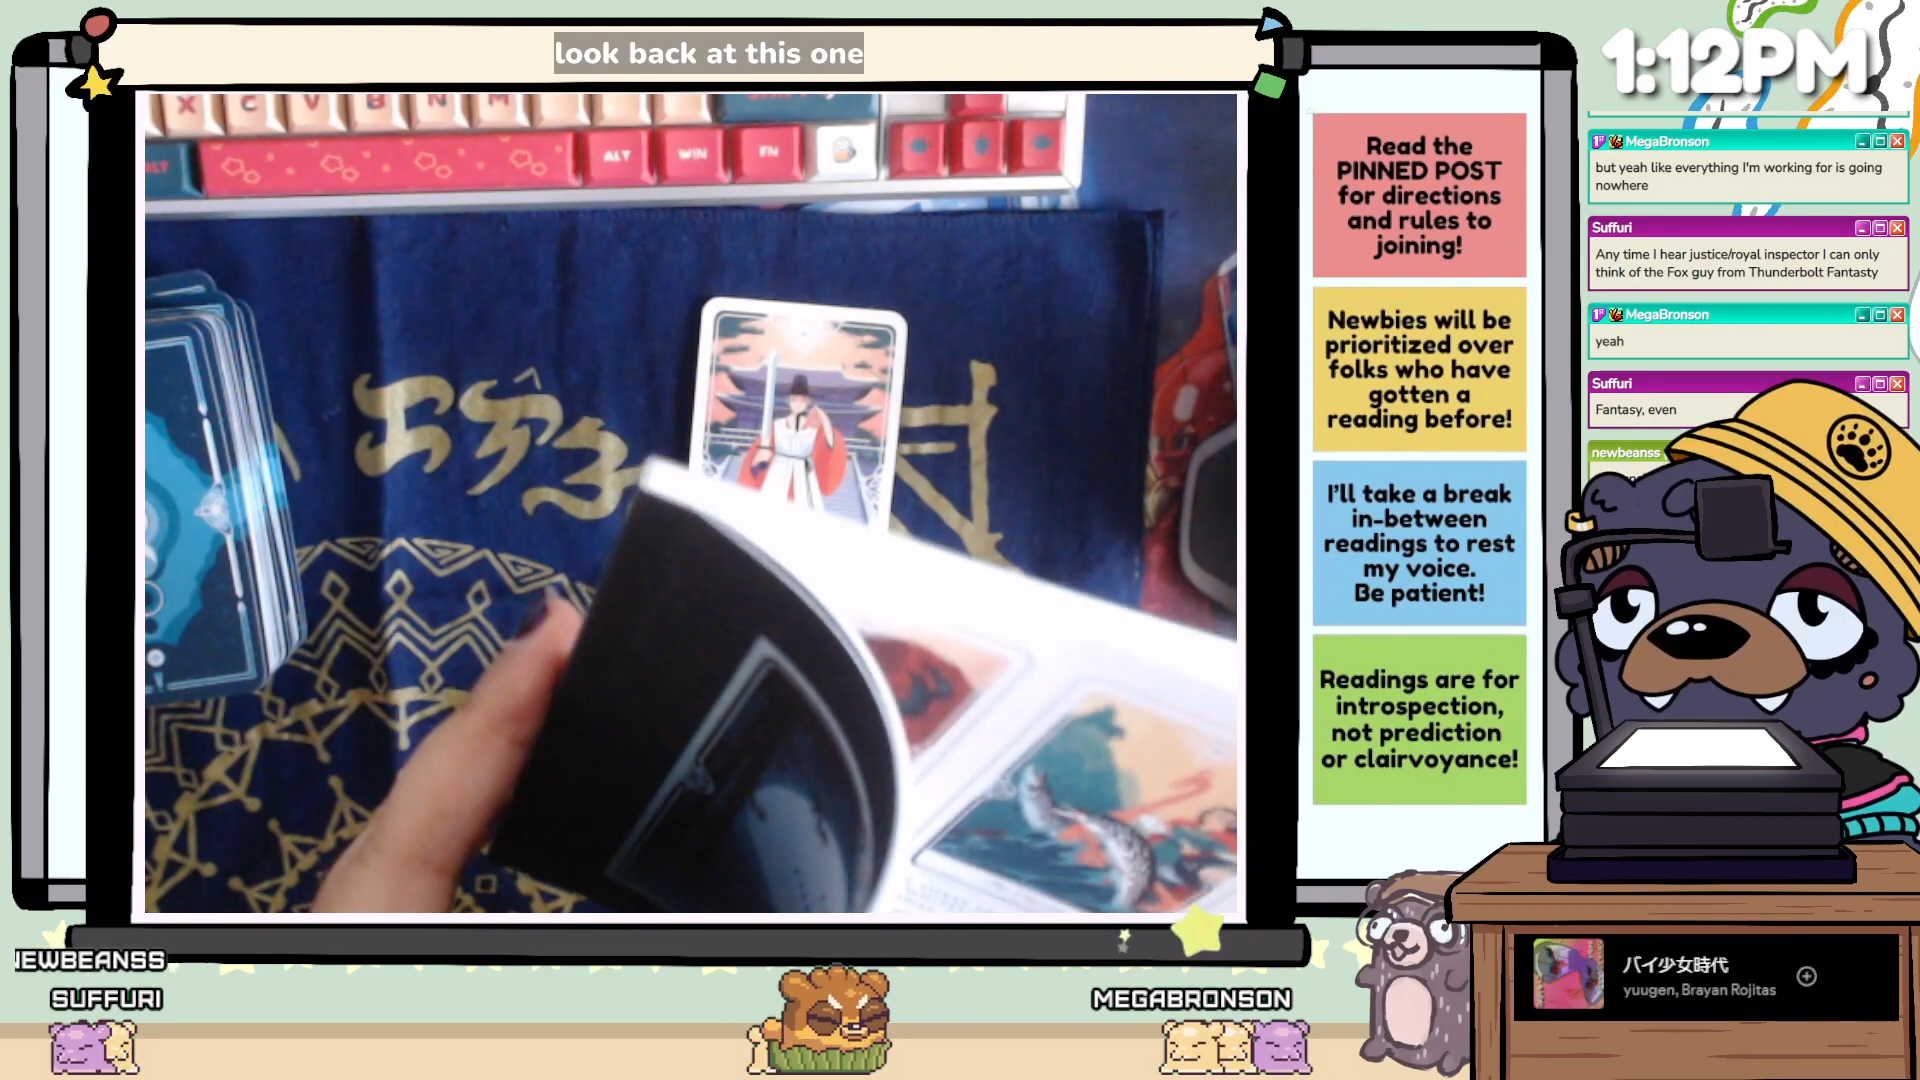 look back at this one
1:12PM
X C V B N M
ALT
ALT
WIN
FN
Read the
PINNED POST
for directions
and rules to
joining!
Newbies will be
prioritized over
folks who have
gotten a
reading before!
I'll take a break
in-between
readings to rest
my voice.
Be patient!
Readings are for
introspection,
not prediction
or clairvoyance!
MegaBronson
but yeah like everything I'm working for is going
nowhere
Suffuri
Any time I hear justice/royal inspector I can only
think of the Fox guy from Thunderbolt Fantasty
MegaBronson
yeah
Suffuri
Fantasy, even
newbeanss
NEWBEANSS
SUFFURI
MEGABRONSON
バイ少女時代
yuugen, Brayan Rojitas